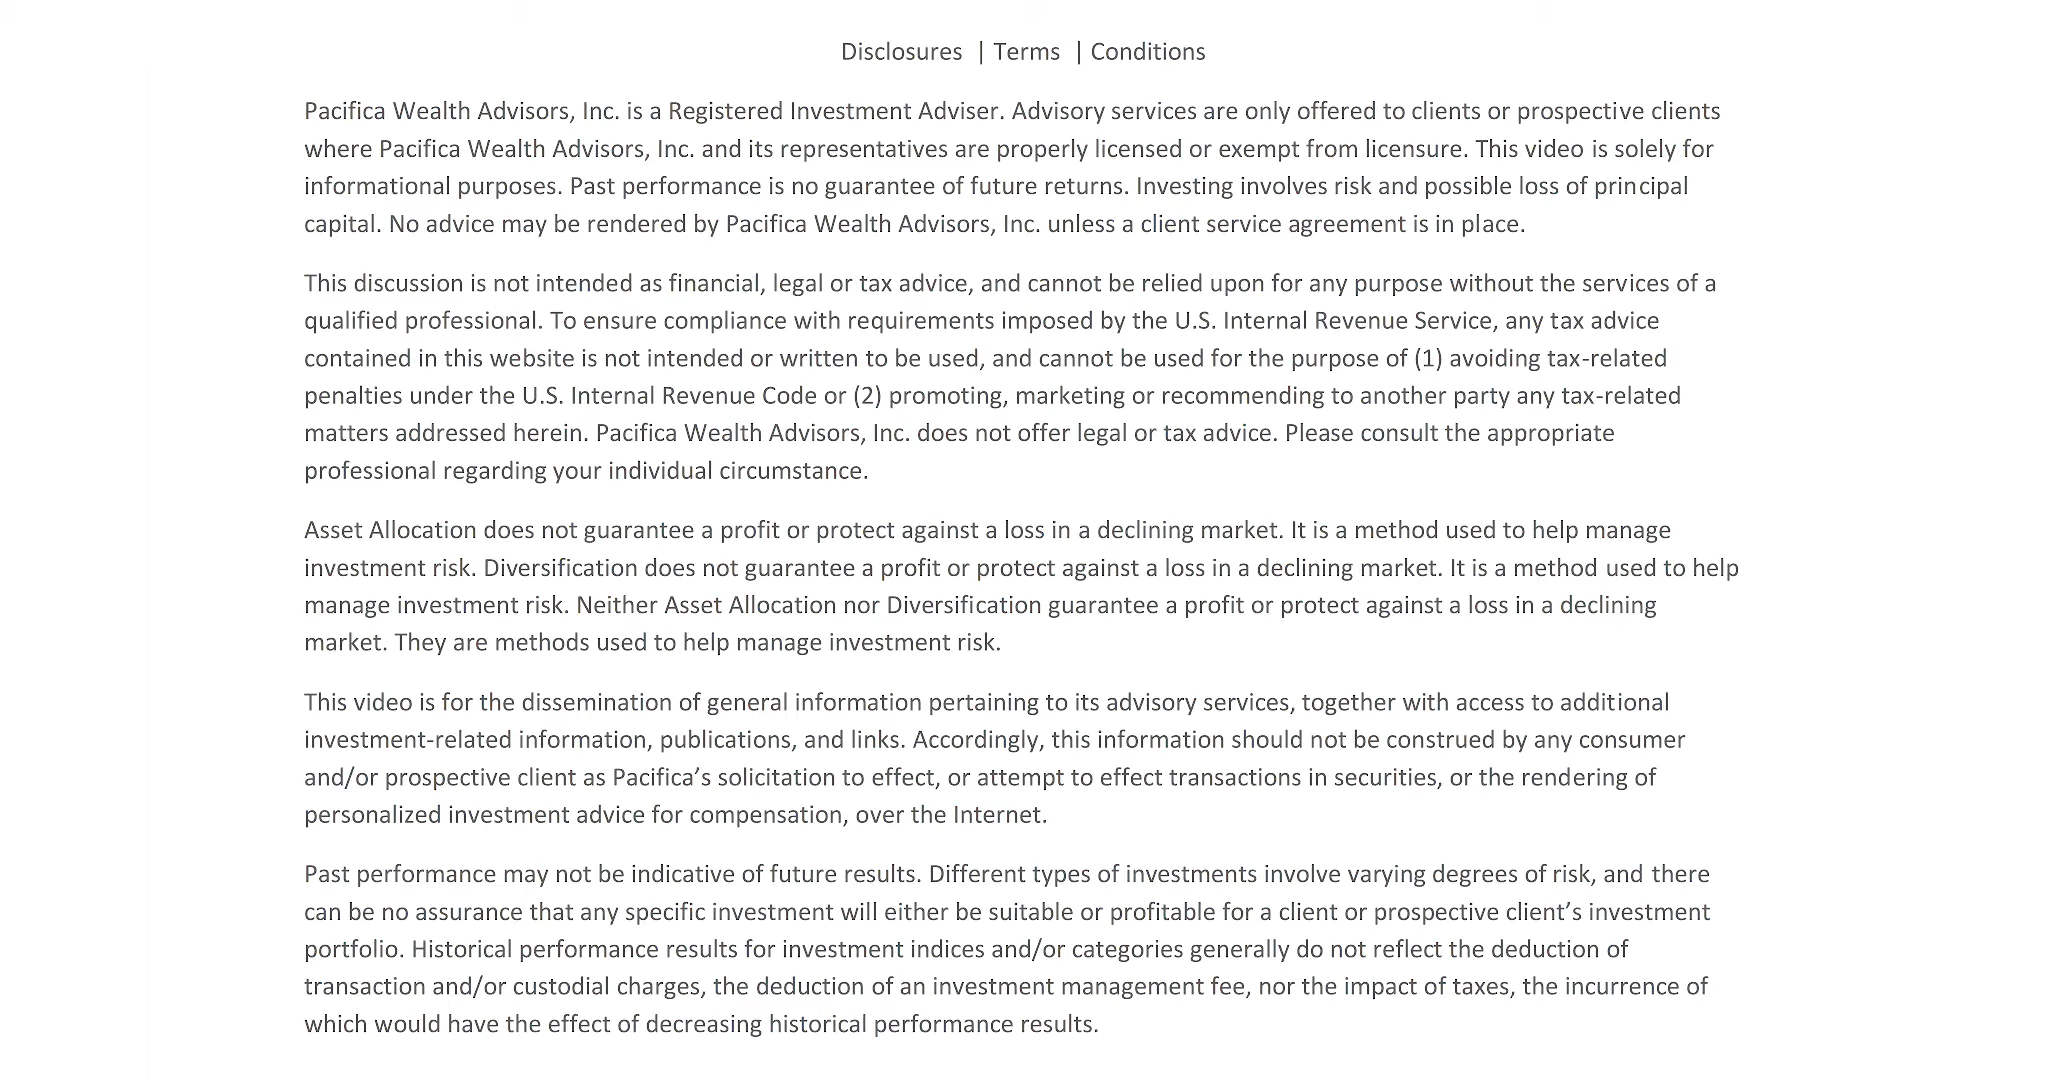 Disclosures | Terms | Conditions
Pacifica Wealth Advisors, Inc. is a Registered Investment Adviser. Advisory services are only offered to clients or prospective clients
where Pacifica Wealth Advisors, Inc. and its representatives are properly licensed or exempt from licensure. This video is solely for
informational purposes. Past performance is no guarantee of future returns. Investing involves risk and possible loss of principal
capital. No advice may be rendered by Pacifica Wealth Advisors, Inc. unless a client service agreement is in place.
This discussion is not intended as financial, legal or tax advice, and cannot be relied upon for any purpose without the services of a
qualified professional. To ensure compliance with requirements imposed by the U.S. Internal Revenue Service, any tax advice
contained in this website is not intended or written to be used, and cannot be used for the purpose of (1) avoiding tax-related
penalties under the U.S. Internal Revenue Code or (2) promoting, marketing or recommending to another party any tax-related
matters addressed herein. Pacifica Wealth Advisors, Inc. does not offer legal or tax advice. Please consult the appropriate
professional regarding your individual circumstance.
Asset Allocation does not guarantee a profit or protect against a loss in a declining market. It is a method used to help manage
investment risk. Diversification does not guarantee a profit or protect against a loss in a declining market. It is a method used to help
manage investment risk. Neither Asset Allocation nor Diversification guarantee a profit or protect against a loss in a declining
market. They are methods used to help manage investment risk.
This video is for the dissemination of general information pertaining to its advisory services, together with access to additional
investment-related information, publications, and links. Accordingly, this information should not be construed by any consumer
and/or prospective client as Pacifica’s solicitation to effect, or attempt to effect transactions in securities, or the rendering of
personalized investment advice for compensation, over the Internet.
Past performance may not be indicative of future results. Different types of investments involve varying degrees of risk, and there
can be no assurance that any specific investment will either be suitable or profitable for a client or prospective client’s investment
portfolio. Historical performance results for investment indices and/or categories generally do not reflect the deduction of
transaction and/or custodial charges, the deduction of an investment management fee, nor the impact of taxes, the incurrence of
which would have the effect of decreasing historical performance results.